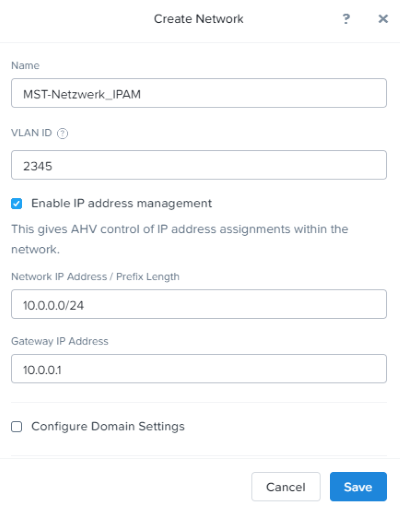 Create Network ? ×
Name
MST-Netzwerk_IPAM
VLAN ID ?
2345
Enable IP address management
This gives AHV control of IP address assignments within the
network.
Network IP Address / Prefix Length
10.0.0.0/24
Gateway IP Address
10.0.0.1
Configure Domain Settings
Cancel Save